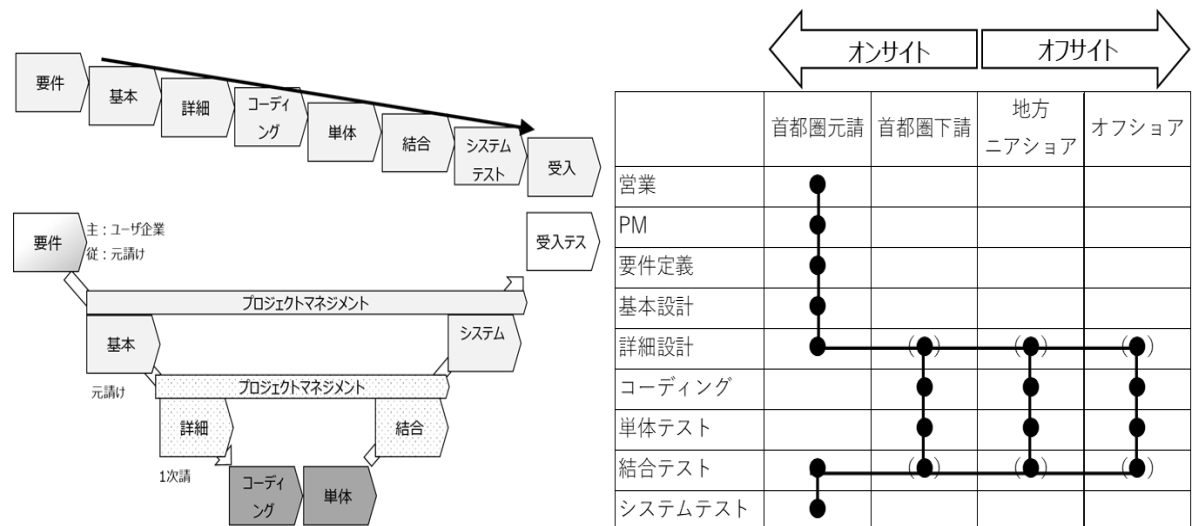 要件
基本
詳細
コーディ
ング
単体
結合
システム
テスト
受入
要件
主：ユーザ企業
従：元請け
受入テス
プロジェクトマネジメント
基本
システム
元請け
プロジェクトマネジメント
詳細
結合
1次請
コーディ
ング
単体
オンサイト
オフサイト
首都圏元請
首都圏下請
地方
ニアショア
オフショア
営業
PM
要件定義
基本設計
詳細設計
( )
( )
( )
コーディング
単体テスト
結合テスト
( )
( )
( )
システムテスト